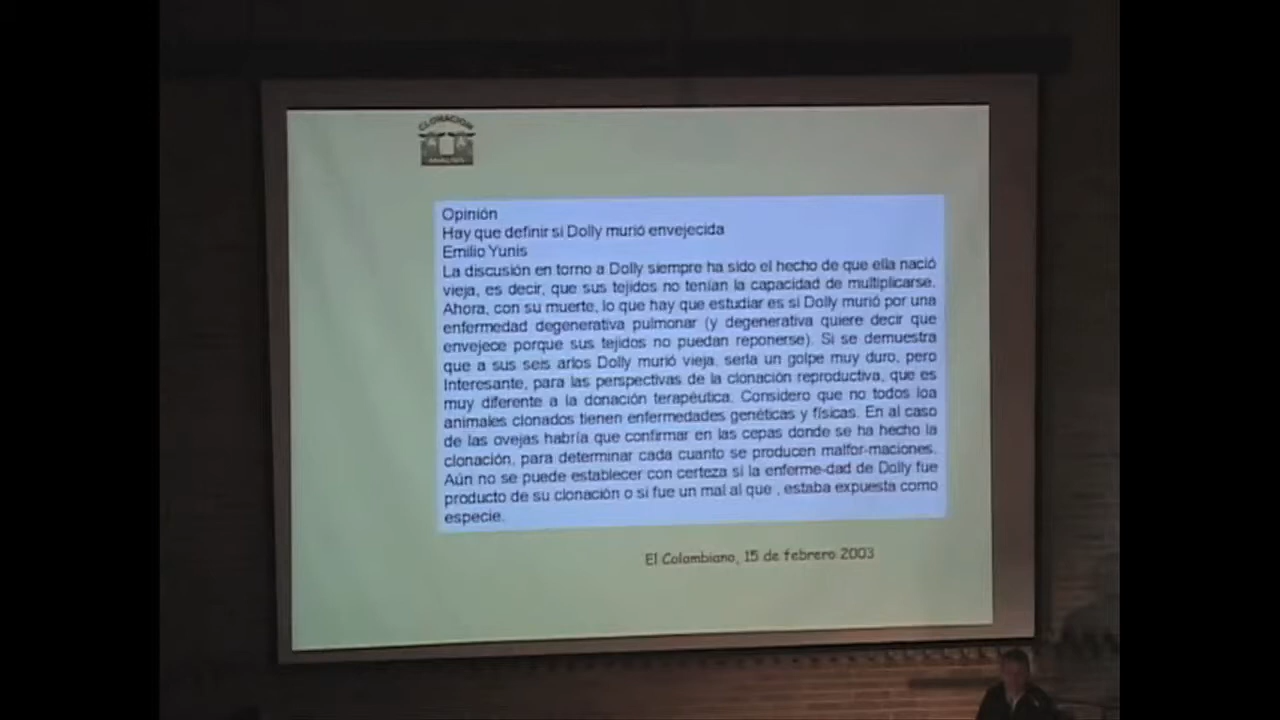 CLONACION
Opinión
Hay que definir si Dolly murió envejecida
Emilio Yunis
La discusión en torno a Dolly siempre ha sido el hecho de que ella nació
vieja, es decir, que sus tejidos no tenían la capacidad de multiplicarse.
Ahora, con su muerte, lo que hay que estudiar es si Dolly murió por una
enfermedad degenerativa pulmonar (y degenerativa quiere decir que
envejece porque sus tejidos no puedan reponerse). Si se demuestra
que a sus seis arlos Dolly murió vieja, serla un golpe muy duro, pero
Interesante, para las perspectivas de la clonación reproductiva, que es
muy diferente a la donación terapéutica. Considero que no todos loa
animales clonados tienen enfermedades genéticas y físicas. En al caso
de las ovejas habría que confirmar en las cepas donde se ha hecho la
clonación, para determinar cada cuanto se producen malfor-maciones.
Aún no se puede establecer con certeza si la enferme-dad de Dolly fue
producto de su clonación o si fue un mal al que , estaba expuesta como
especie.
El Colombiano, 15 de febrero 2003